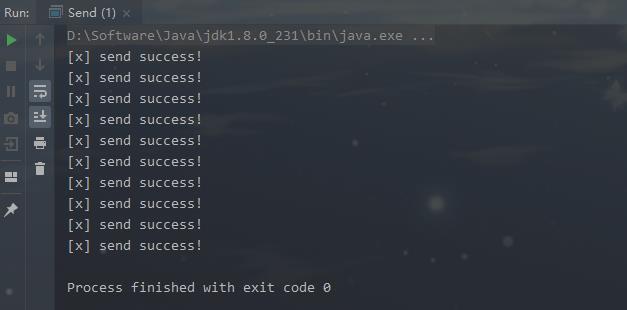 Run: Send (1) ×
D:\Software\Java\jdk1.8.0_231\bin\java.exe ...
[x] send success!
[x] send success!
[x] send success!
[x] send success!
[x] send success!
[x] send success!
[x] send success!
[x] send success!
[x] send success!
[x] send success!
Process finished with exit code 0